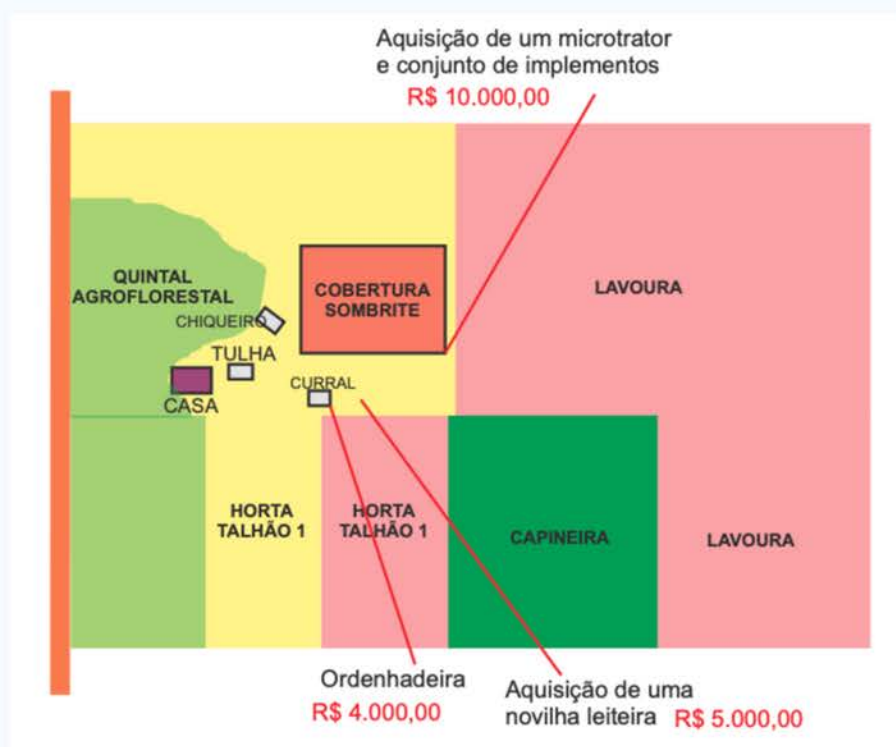 Aquisição de um microtrator
e conjunto de implementos
R$ 10.000,00
QUINTAL
AGROFLORESTAL
COBERTURA
SOMBRITE
LAVOURA
CHIQUEIRO
TULHA
CASA
CURRAL
HORTA
TALHÃO 1
HORTA
TALHÃO 1
CAPINEIRA
LAVOURA
Ordenhadeira
R$ 4.000,00
Aquisição de uma
novilha leiteira R$ 5.000,00